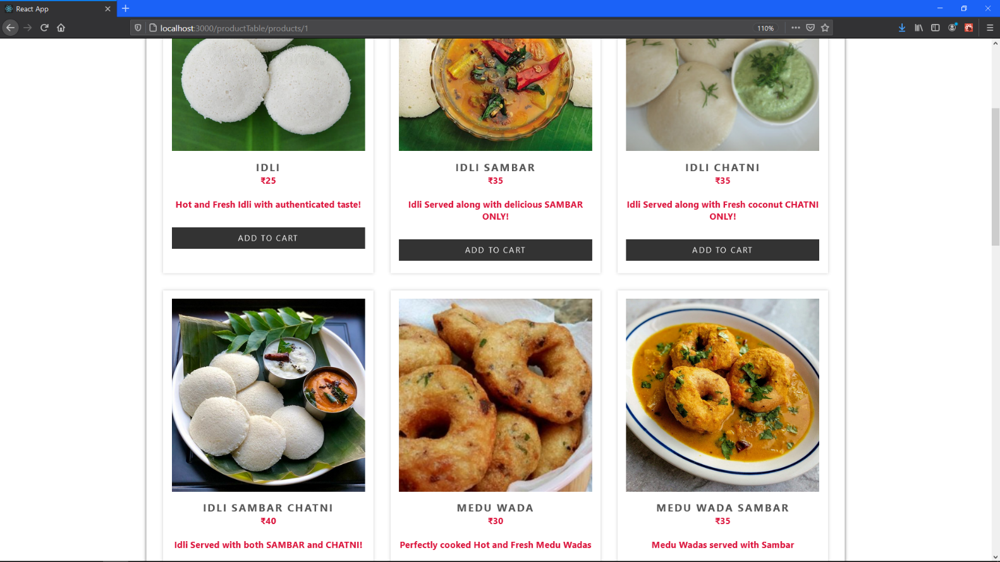 React App
localhost:3000/productTable/products/1
110%
IDLI
₹25
Hot and Fresh Idli with authenticated taste!
ADD TO CART
IDLI SAMBAR
₹35
Idli Served along with delicious SAMBAR
ONLY!
ADD TO CART
IDLI CHATNI
₹35
Idli Served along with Fresh coconut CHATNI
ONLY!
ADD TO CART
IDLI SAMBAR CHATNI
₹40
Idli Served with both SAMBAR and CHATNI!
MEDU WADA
₹30
Perfectly cooked Hot and Fresh Medu Wadas
MEDU WADA SAMBAR
₹35
Medu Wadas served with Sambar